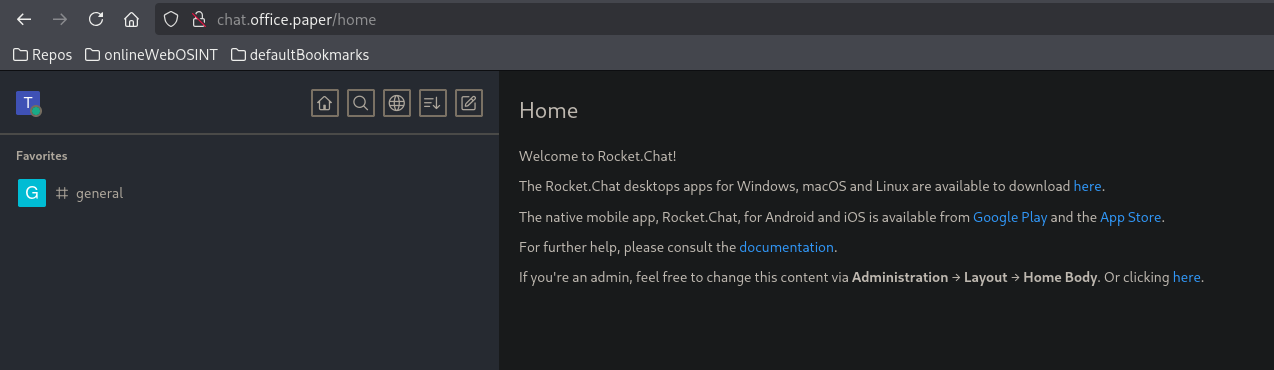 chat.office.paper/home
Repos onlineWebOSINT defaultBookmarks
T
Home
Favorites
Welcome to Rocket.Chat!
The Rocket.Chat desktops apps for Windows, macOS and Linux are available to download here.
G # general
The native mobile app, Rocket.Chat, for Android and iOS is available from Google Play and the App Store.
For further help, please consult the documentation.
If you're an admin, feel free to change this content via Administration → Layout → Home Body. Or clicking here.